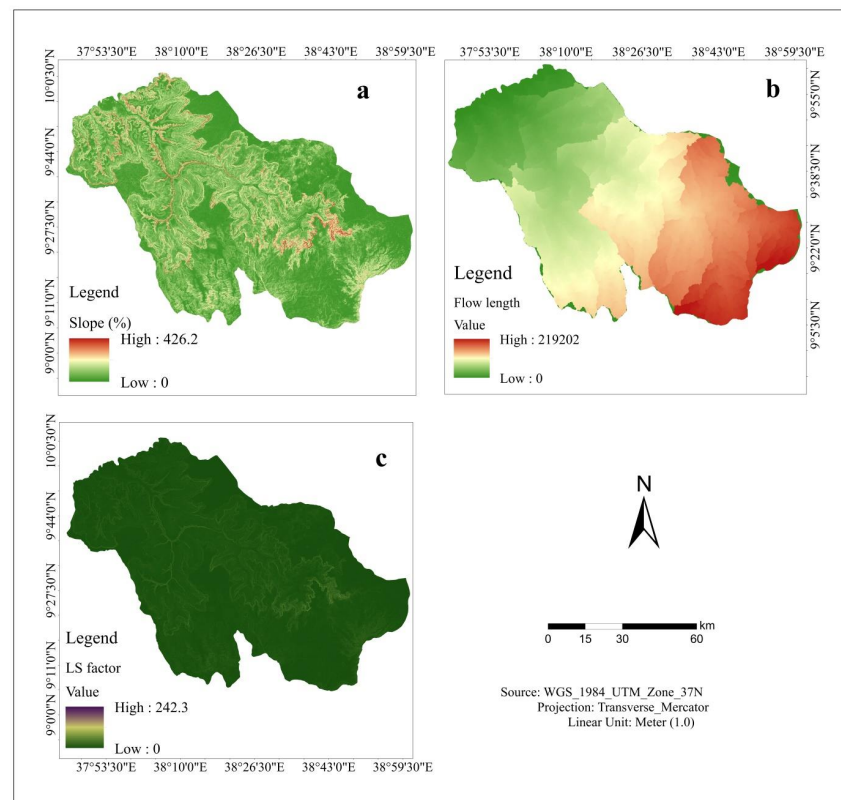 37°53'30"E 38°10'0"E 38°26'30"E 38°43'0"E 38°59'30"E
37°53'30"E 38°10'0"E 38°26'30"E 38°43'0"E 38°59'30"E
10°0'30"N
9°44'0"N
9°27'30"N
9°11'0"N
9°0'0"N
a
Legend
Slope (%)
High : 426.2
Low : 0
b
9°55'0"N
9°38'30"N
9°22'0"N
9°5'30"N
Legend
Flow length
Value
High : 219202
Low : 0
10°0'30"N
9°44'0"N
9°27'30"N
9°11'0"N
9°0'0"N
c
Legend
LS factor
Value
High : 242.3
Low : 0
37°53'30"E 38°10'0"E 38°26'30"E 38°43'0"E 38°59'30"E
N
km
0 15 30 60
Source: WGS_1984_UTM_Zone_37N
Projection: Transverse_Mercator
Linear Unit: Meter (1.0)